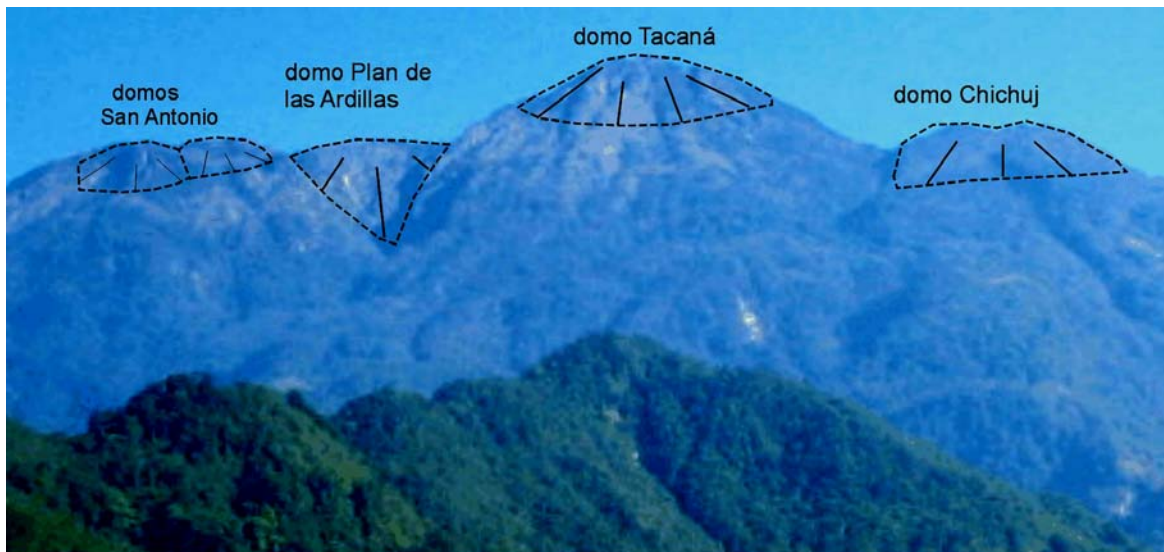 domos
San Antonio
domo Plan de
las Ardillas
domo Tacaná
domo Chichuj